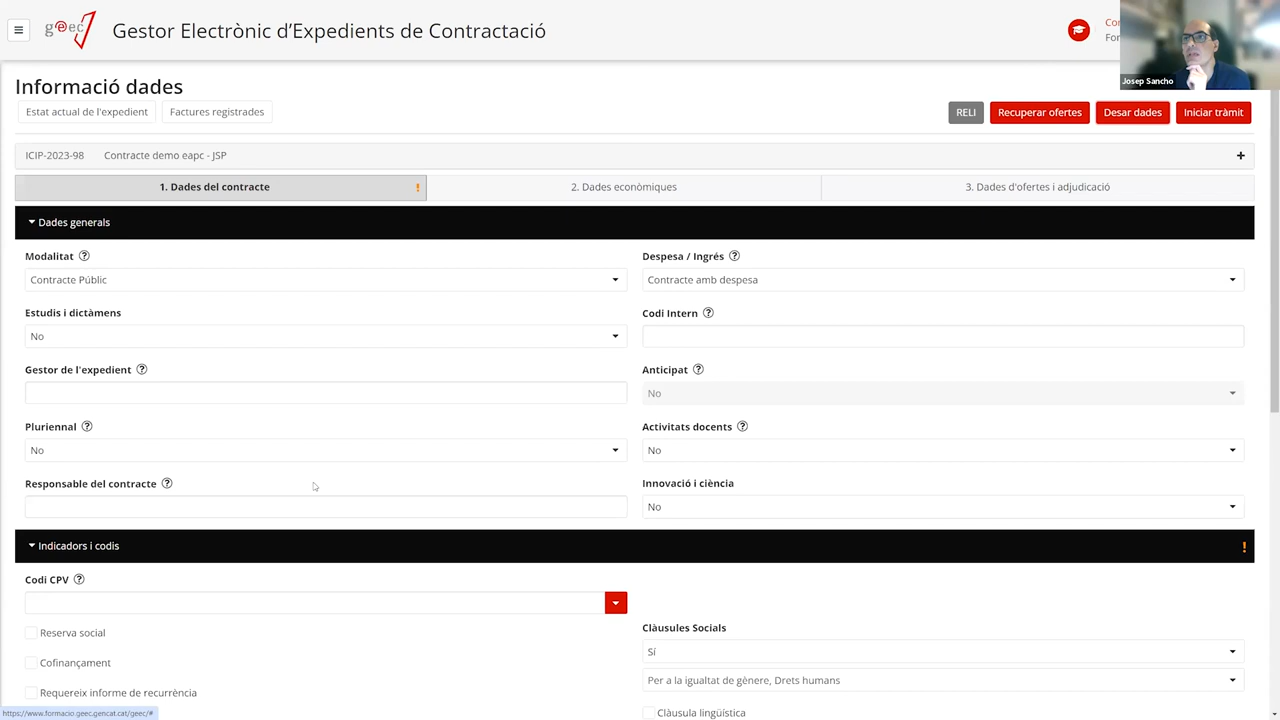 geec
Gestor Electrònic d'Expedients de Contractació
Josep Sancho
Informació dades
Estat actual de l'expedient
Factures registrades
RELI
Recuperar ofertes
Desar dades
Iniciar tràmit
ICIP-2023-98
Contracte demo eapc - JSP
1. Dades del contracte
2. Dades econòmiques
3. Dades d'ofertes i adjudicació
Dades generals
Modalitat
Despesa / Ingrés
Contracte Públic
Contracte amb despesa
Estudis i dictàmens
Codi Intern
No
Gestor de l'expedient
Anticipat
No
Pluriennal
Activitats docents
No
No
Responsable del contracte
Innovació i ciència
No
Indicadors i codis
Codi CPV
Reserva social
Clàusules Socials
Sí
Cofinançament
Per a la igualtat de gènere, Drets humans
Requereix informe de recurrència
Clàusula lingüística
https://www.formacio.geec.gencat.cat/geec/#